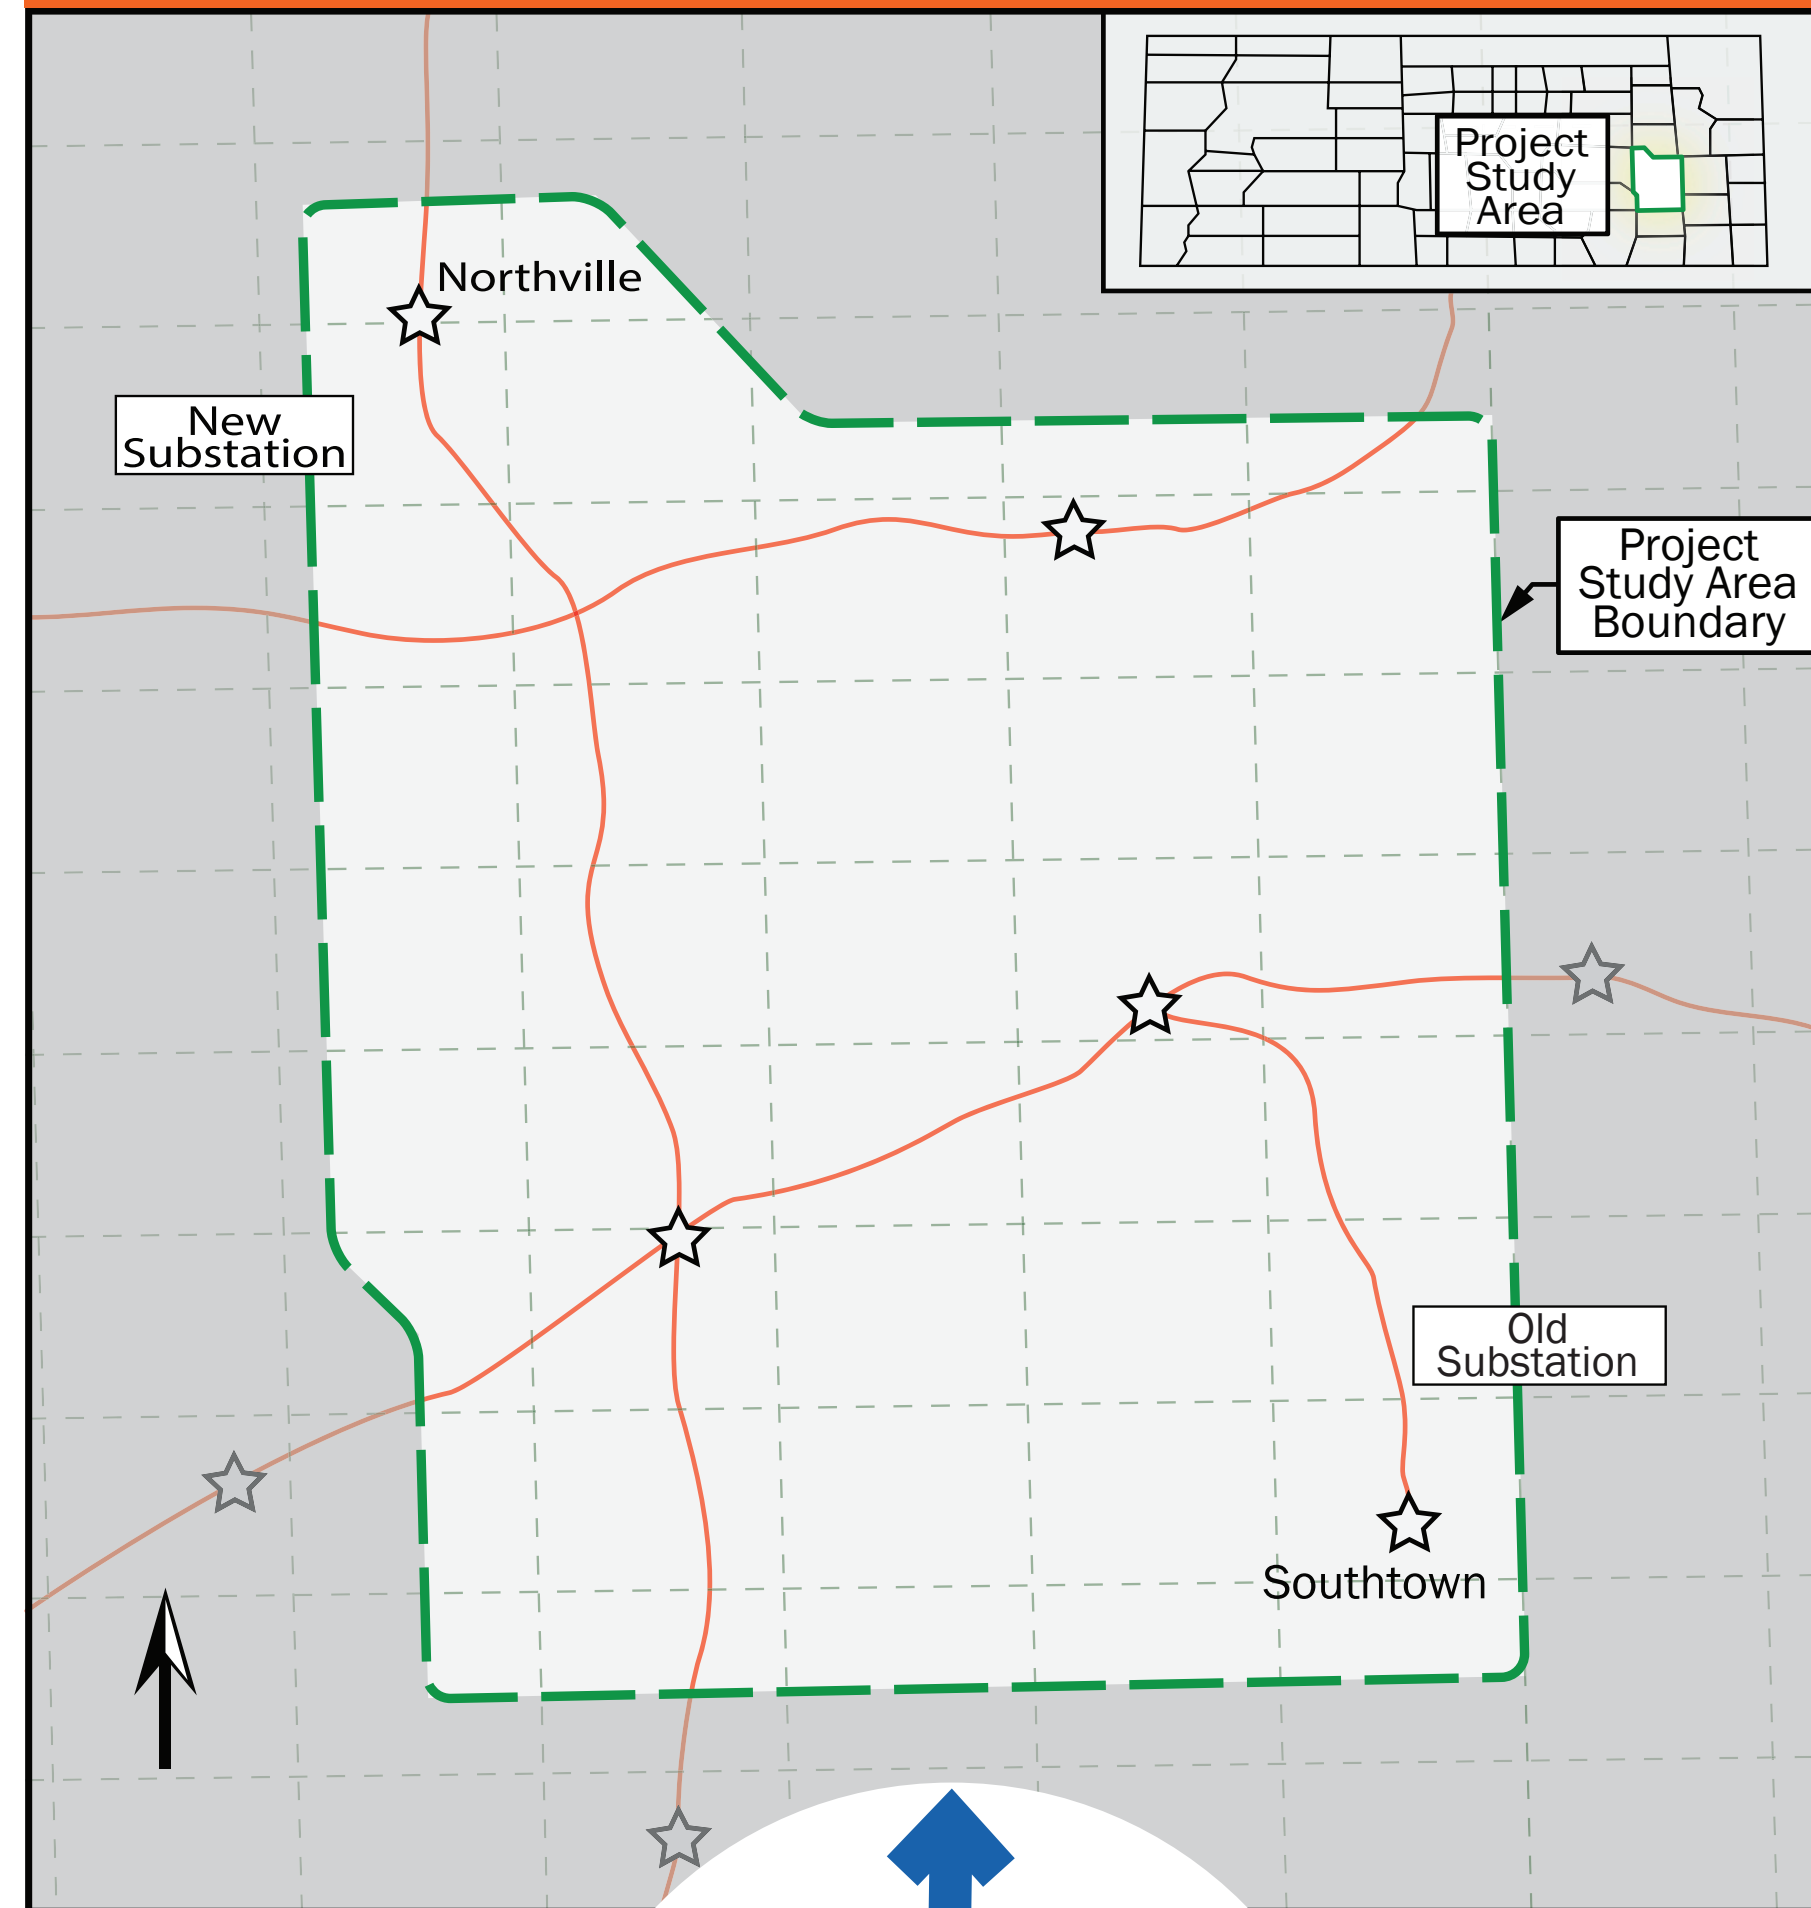 Project
Study
Area
Northville
New
Substation
Project
Study Area
Boundary
Old
Substation
Southtown